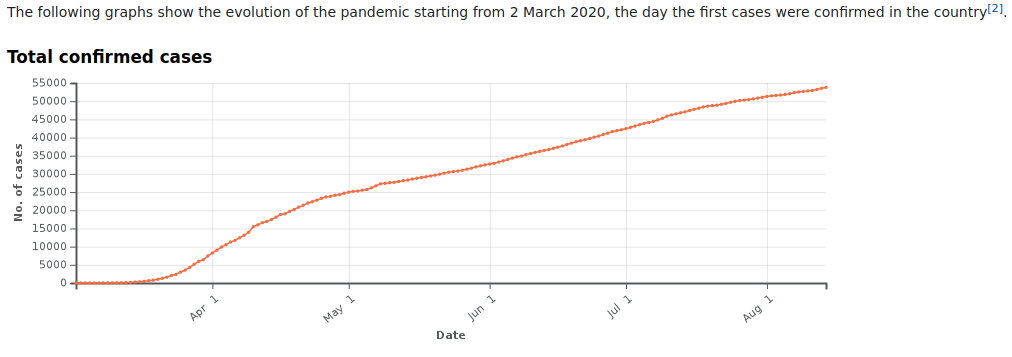 The following graphs show the evolution of the pandemic starting from 2 March 2020, the day the first cases were confirmed in the country[2].
Total confirmed cases
55000
50000
45000
40000
35000
30000
25000
20000
15000
10000
5000
0
No. of cases
Apr 1
May 1
Jun 1
Jul 1
Aug 1
Date